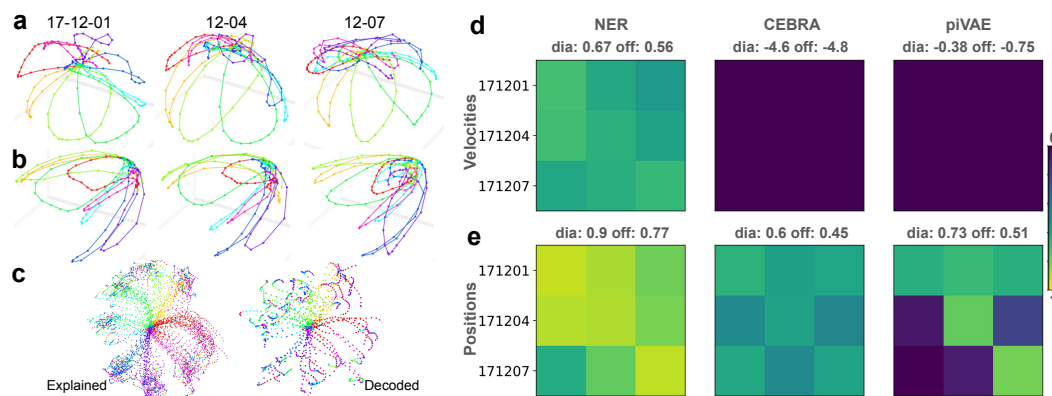 a
17-12-01
12-04
12-07
b
c
Explained
Decoded
d
NER
CEBRA
piVAE
dia: 0.67 off: 0.56
dia: -4.6 off: -4.8
dia: -0.38 off: -0.75
Velocities
171201
171204
171207
e
dia: 0.9 off: 0.77
dia: 0.6 off: 0.45
dia: 0.73 off: 0.51
Positions
171201
171204
171207